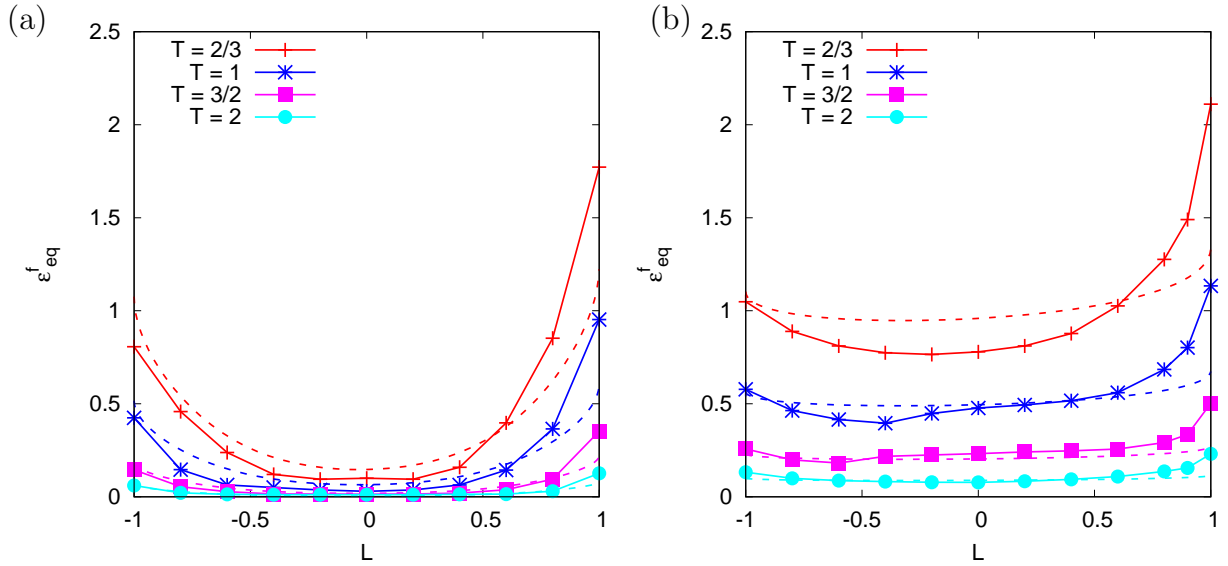 (a)
2.5
2
1.5
1
0.5
0
-1
-0.5
0
0.5
1
ε^f_eq
L
T = 2/3
T = 1
T = 3/2
T = 2
(b)
2.5
2
1.5
1
0.5
0
-1
-0.5
0
0.5
1
ε^f_eq
L
T = 2/3
T = 1
T = 3/2
T = 2